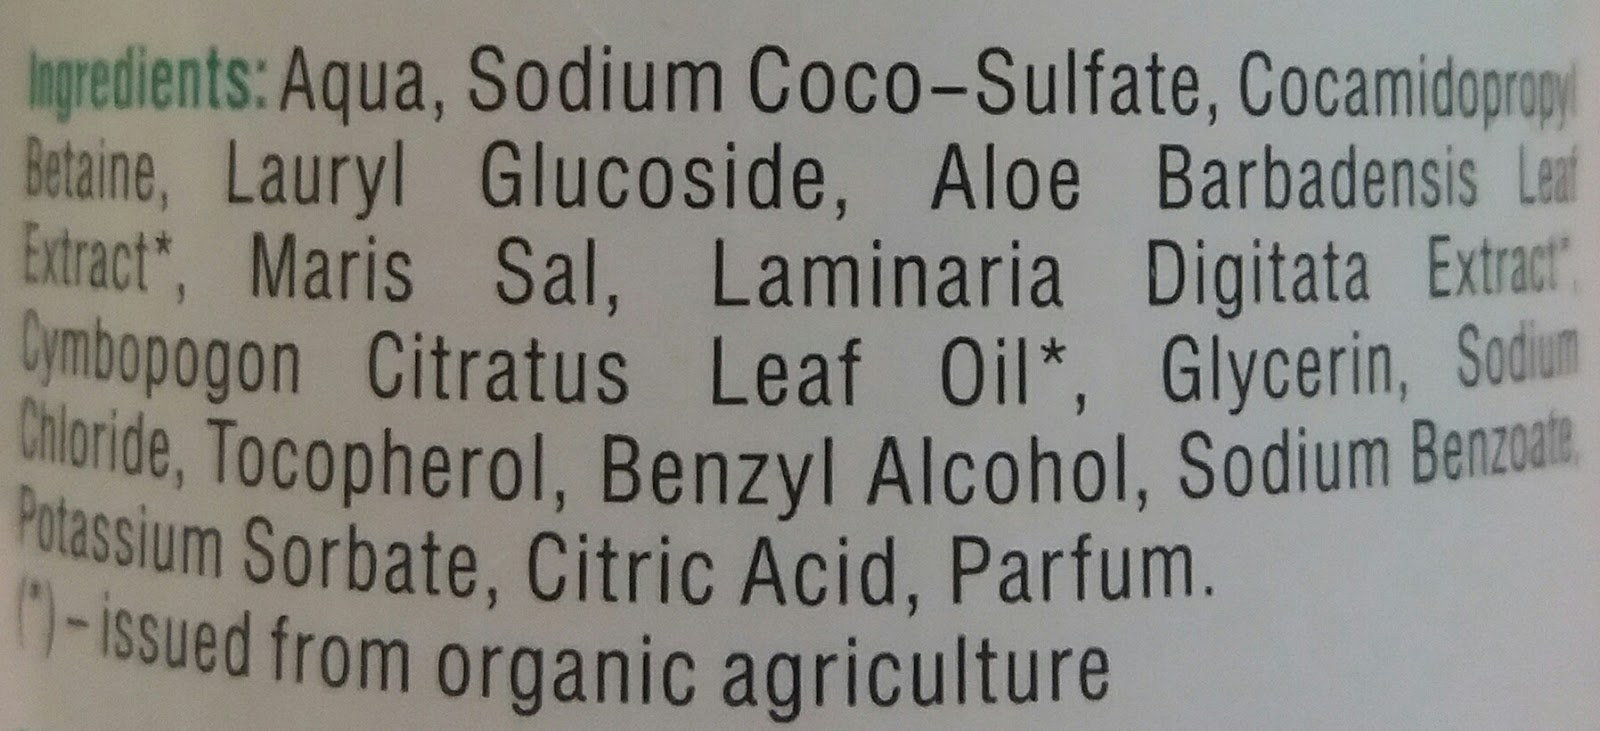 Ingredients: Aqua, Sodium Coco-Sulfate, Cocamidopropyl
Betaine, Lauryl Glucoside, Aloe Barbadensis Leaf
Extract*, Maris Sal, Laminaria Digitata Extract*,
Cymbopogon Citratus Leaf Oil*, Glycerin, Sodium
Chloride, Tocopherol, Benzyl Alcohol, Sodium Benzoate,
Potassium Sorbate, Citric Acid, Parfum.
(*)-issued from organic agriculture